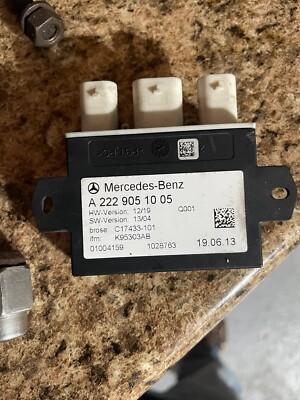 Mercedes-Benz
A 222 905 10 05
HW-Version: 12/19 Q001
SW-Version: 13/04
brose: C17433-101
ifm: K95303AB
01004159 1028763 19.06.13